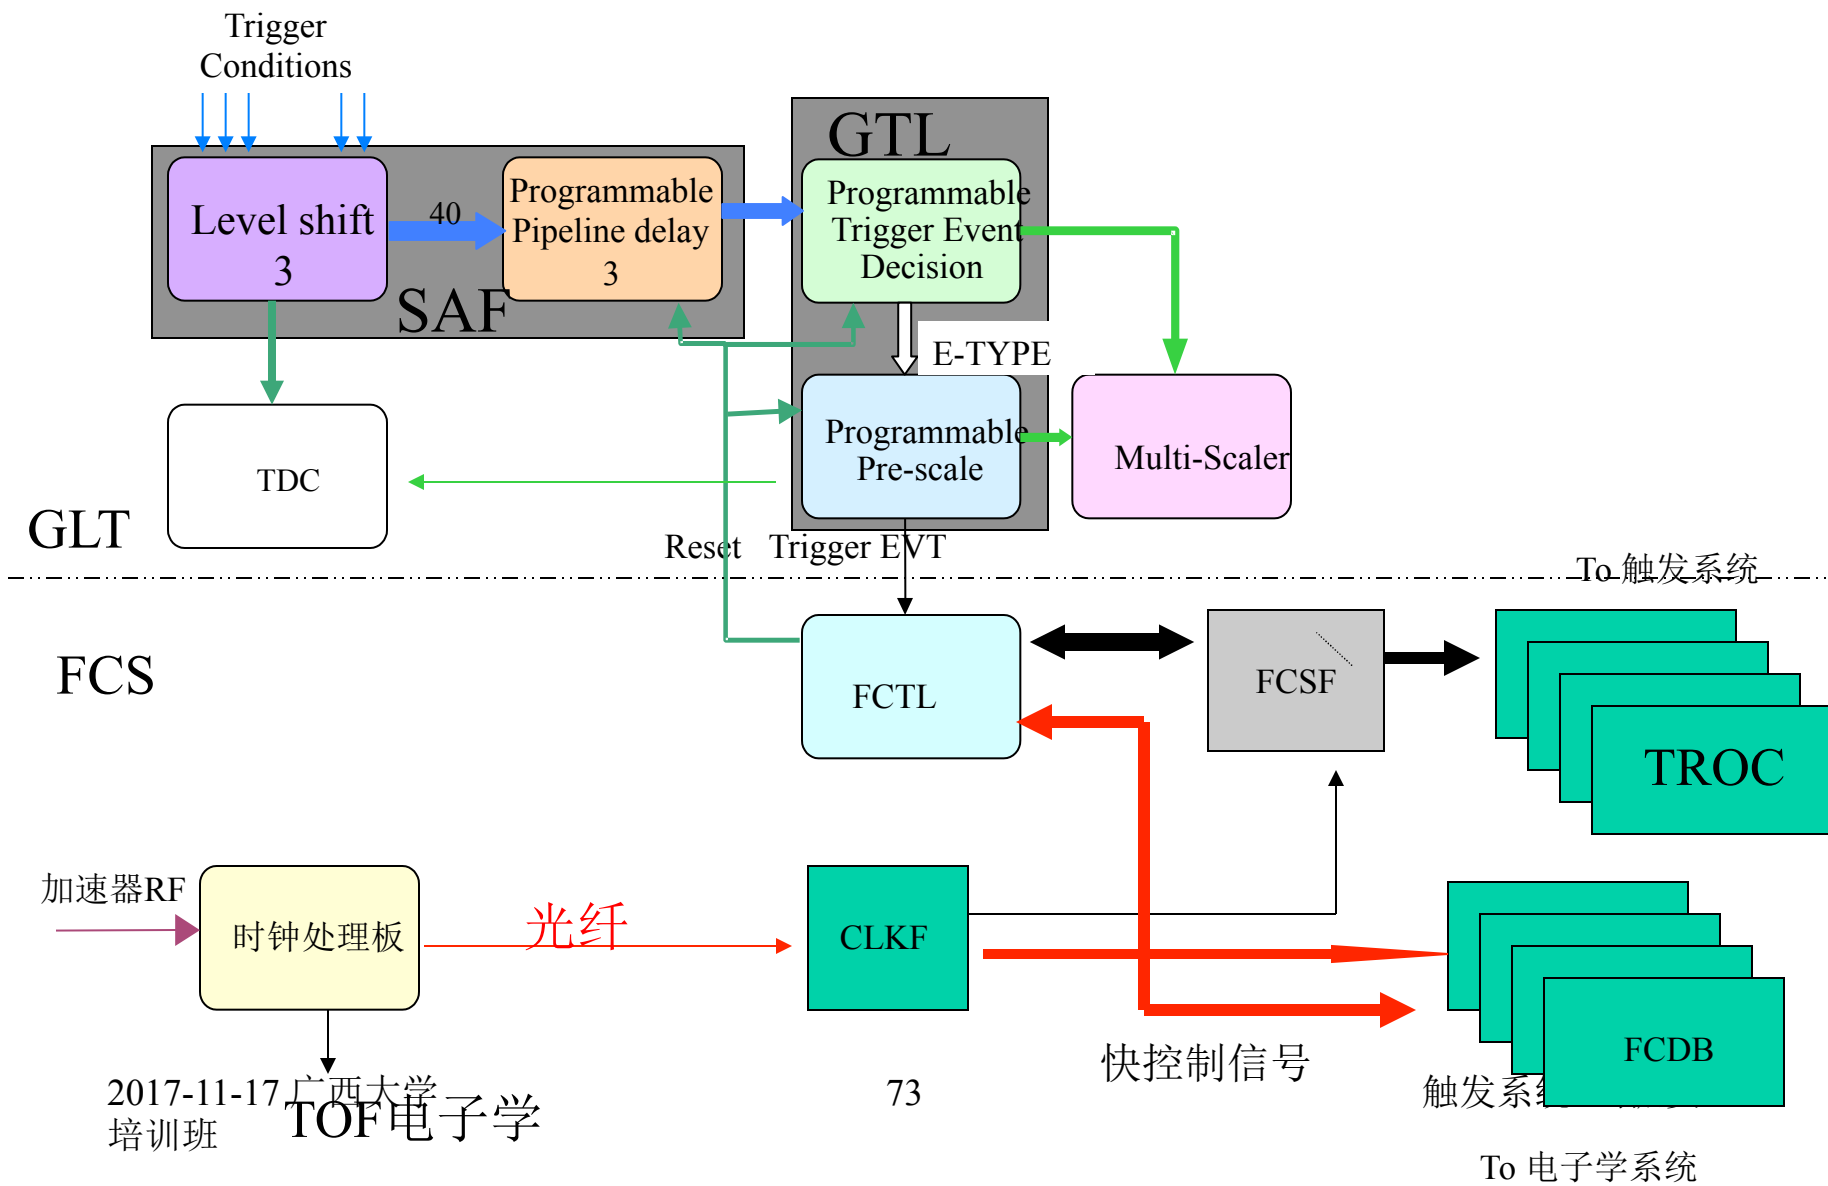 Trigger
Conditions
GTL
Level shift
3
40
Programmable
Pipeline delay
3
SAF
Programmable
Trigger Event
Decision
E-TYPE
Programmable
Pre-scale
Multi-Scaler
TDC
GLT
Reset
Trigger EVT
To 触发系统
FCS
FCTL
FCSF
TROC
加速器RF
时钟处理板
光纤
CLKF
FCDB
快控制信号
2017-11-17 广西大学
培训班
TOF电子学
73
触发系
To 电子学系统